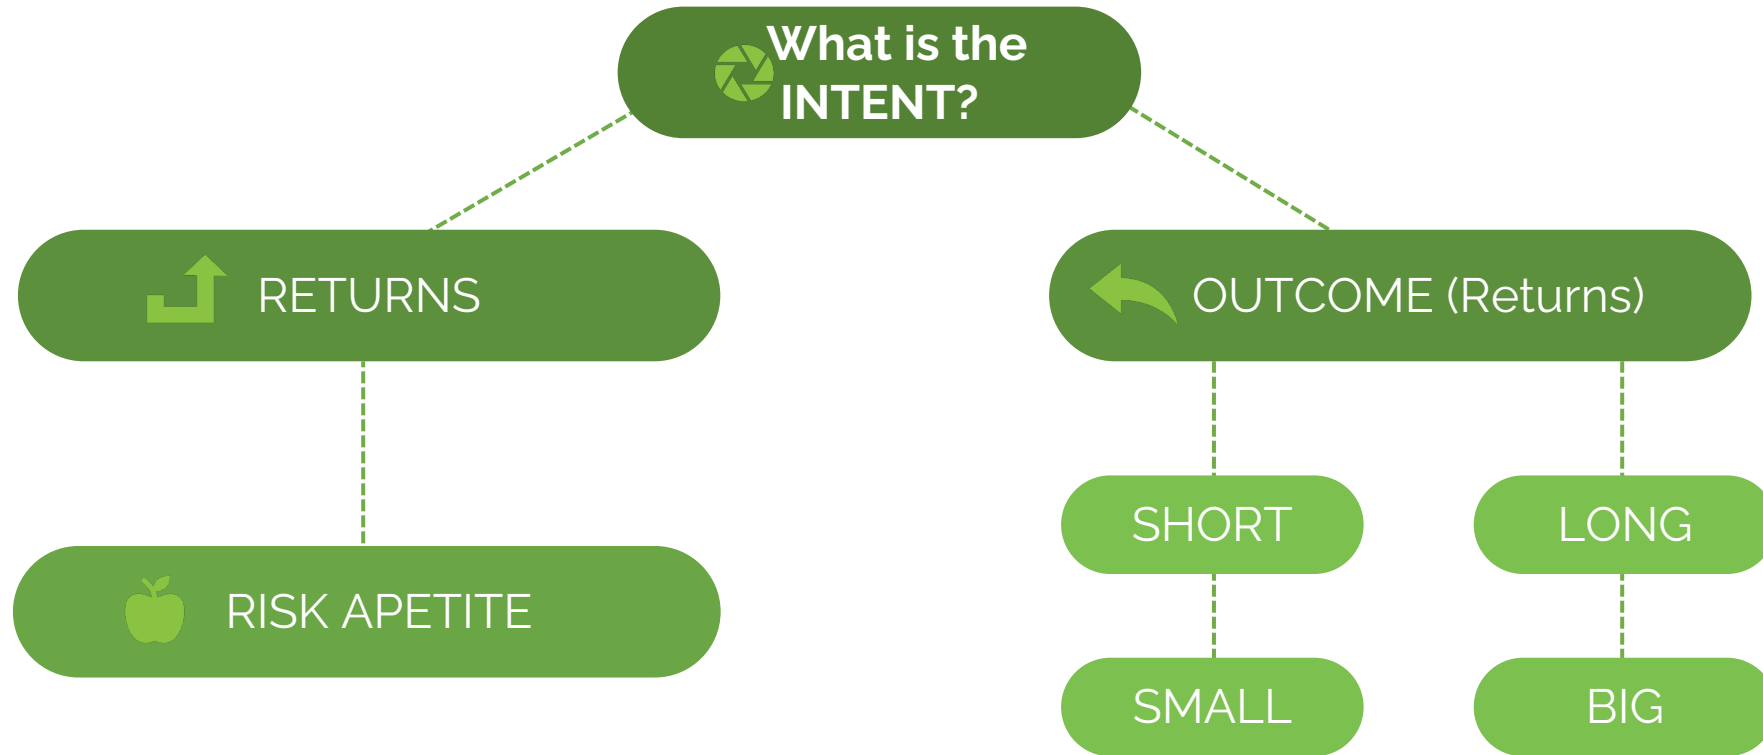 What is the
INTENT?
RETURNS
OUTCOME (Returns)
RISK APETITE
SHORT
LONG
SMALL
BIG